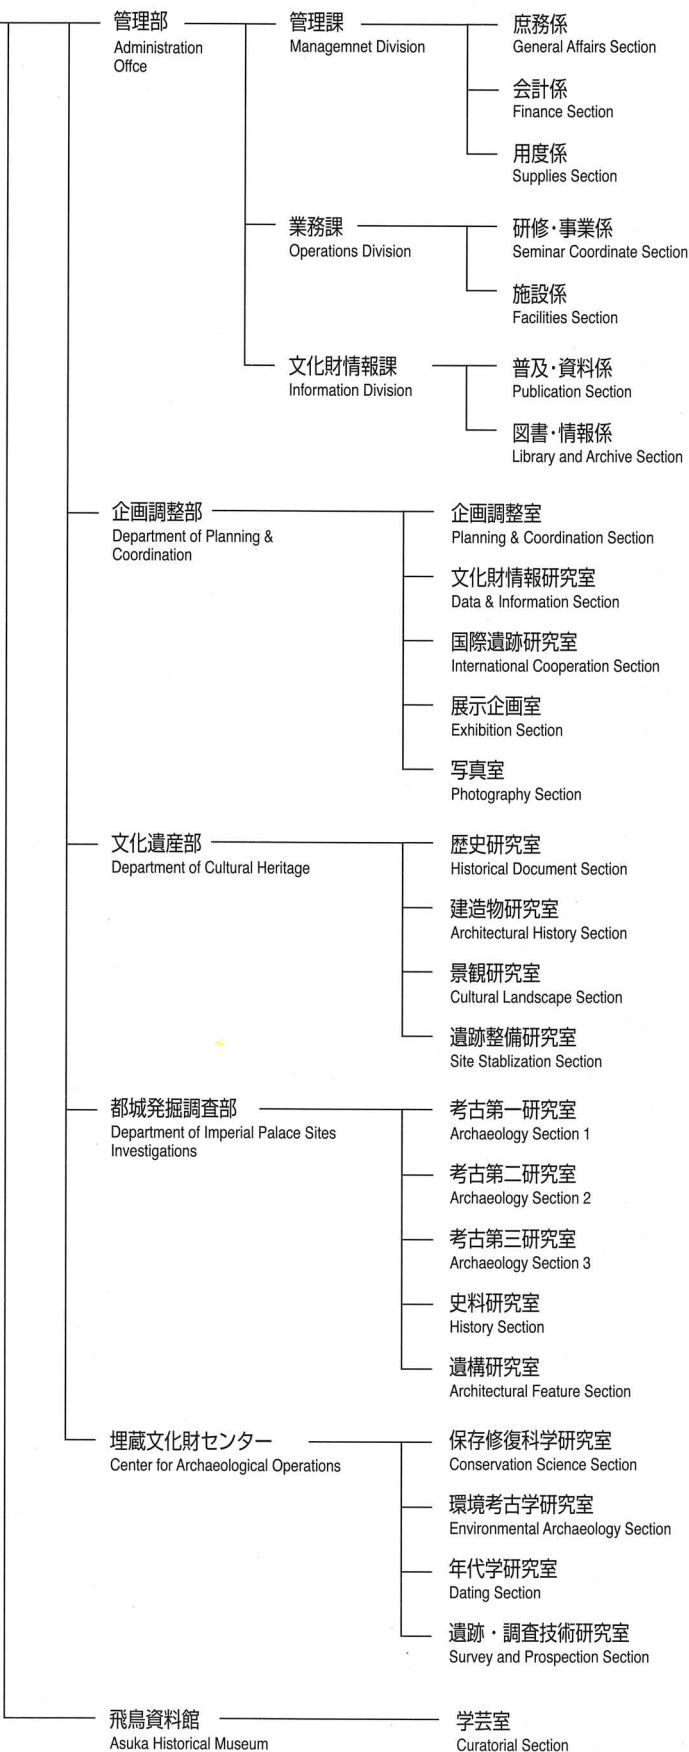 管理部
Administration
Offce
管理課
Managemnet Division
庶務係
General Affairs Section
会計係
Finance Section
用度係
Supplies Section
業務課
Operations Division
研修・事業係
Seminar Coordinate Section
施設係
Facilities Section
文化財情報課
Information Division
普及・資料係
Publication Section
図書・情報係
Library and Archive Section
企画調整部
Department of Planning &
Coordination
企画調整室
Planning & Coordination Section
文化財情報研究室
Data & Information Section
国際遺跡研究室
International Cooperation Section
展示企画室
Exhibition Section
写真室
Photography Section
文化遺産部
Department of Cultural Heritage
歴史研究室
Historical Document Section
建造物研究室
Architectural History Section
景観研究室
Cultural Landscape Section
遺跡整備研究室
Site Stablization Section
都城発掘調査部
Department of Imperial Palace Sites
Investigations
考古第一研究室
Archaeology Section 1
考古第二研究室
Archaeology Section 2
考古第三研究室
Archaeology Section 3
史料研究室
History Section
遺構研究室
Architectural Feature Section
埋蔵文化財センター
Center for Archaeological Operations
保存修復科学研究室
Conservation Science Section
環境考古学研究室
Environmental Archaeology Section
年代学研究室
Dating Section
遺跡・調査技術研究室
Survey and Prospection Section
飛鳥資料館
Asuka Historical Museum
学芸室
Curatorial Section